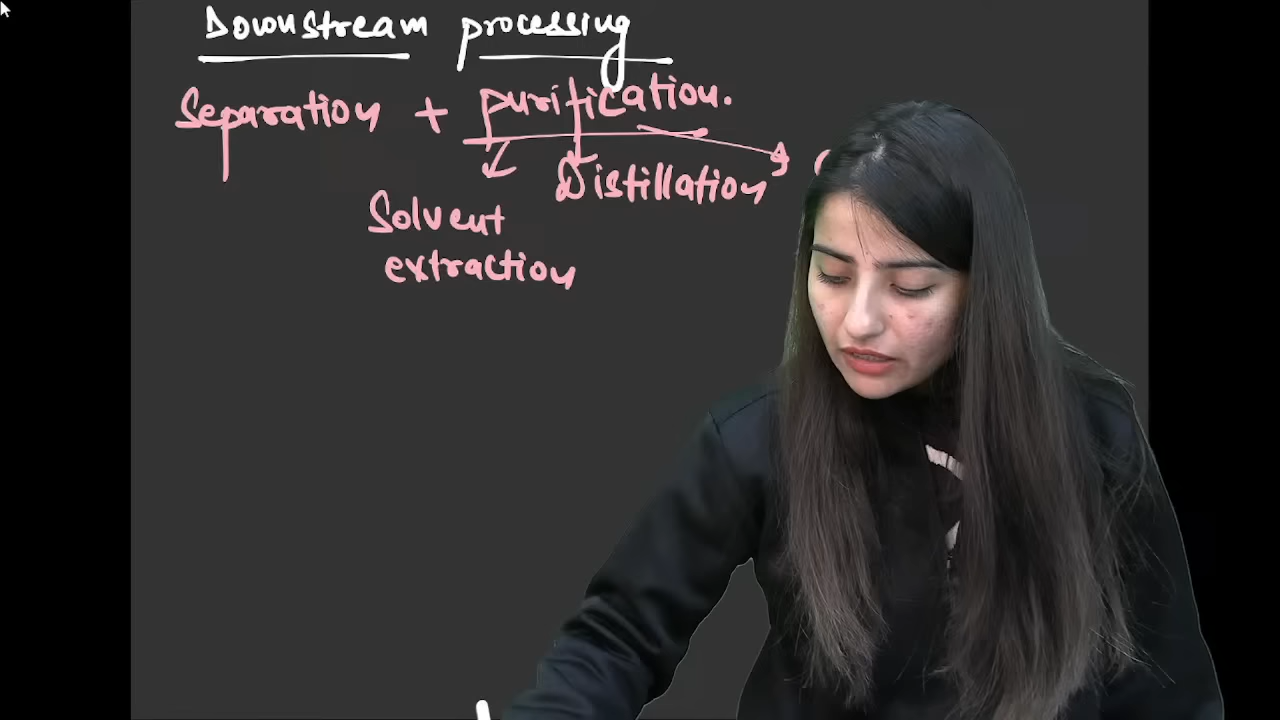 Downstream processing
Separation + purification.
Distillation
Solvent
extraction